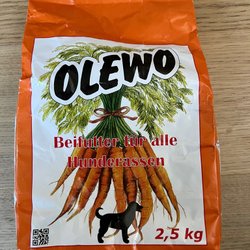 OLEWO
Beifutter für alle
Hunderassen
2,5 kg